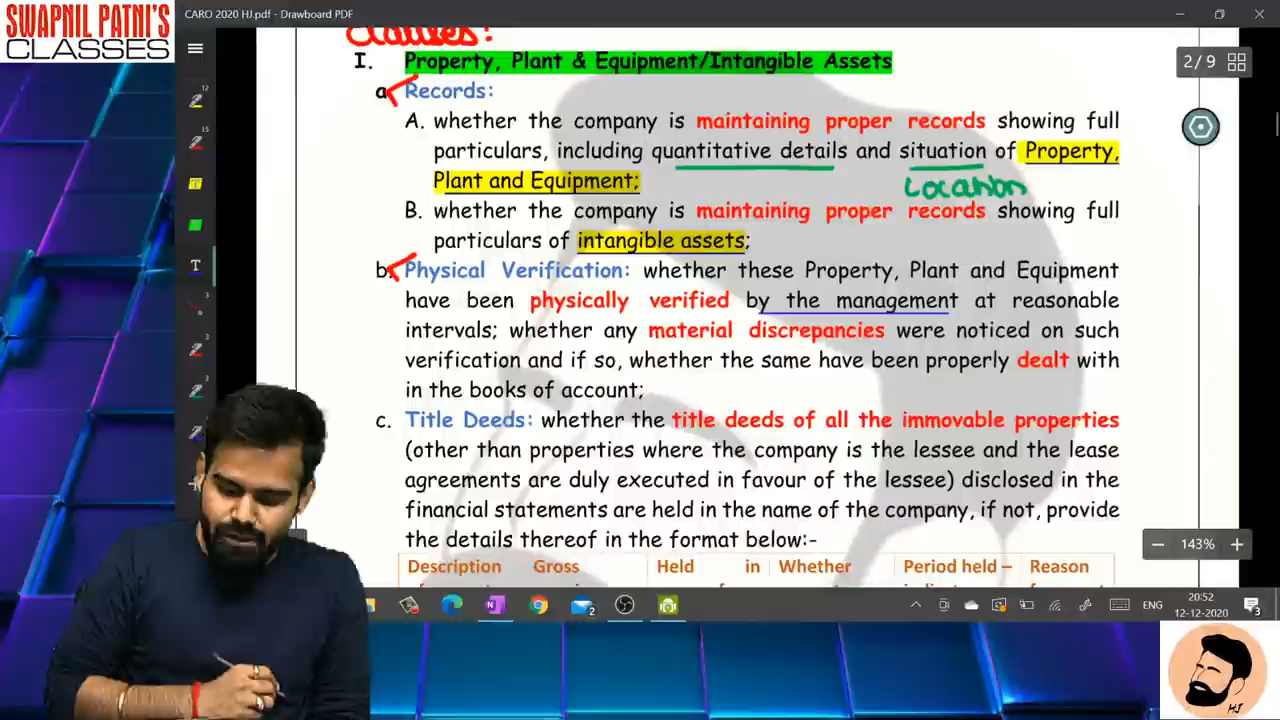 SWAPNIL PATNI'S
CLASSES
CARO 2020 HJ.pdf - Drawboard PDF
Clauses:
I. Property, Plant & Equipment/Intangible Assets
2/9
a. Records:
A. whether the company is maintaining proper records showing full
particulars, including quantitative details and situation of Property,
Location
Plant and Equipment;
B. whether the company is maintaining proper records showing full
particulars of intangible assets;
b. Physical Verification: whether these Property, Plant and Equipment
have been physically verified by the management at reasonable
intervals; whether any material discrepancies were noticed on such
verification and if so, whether the same have been properly dealt with
in the books of account;
c. Title Deeds: whether the title deeds of all the immovable properties
(other than properties where the company is the lessee and the lease
agreements are duly executed in favour of the lessee) disclosed in the
financial statements are held in the name of the company, if not, provide
the details thereof in the format below:-
143%
Description Gross Held in Whether Period held – Reason
ENG
20:52
12-12-2020
3
2
12
15
T
3
3
3
HJ